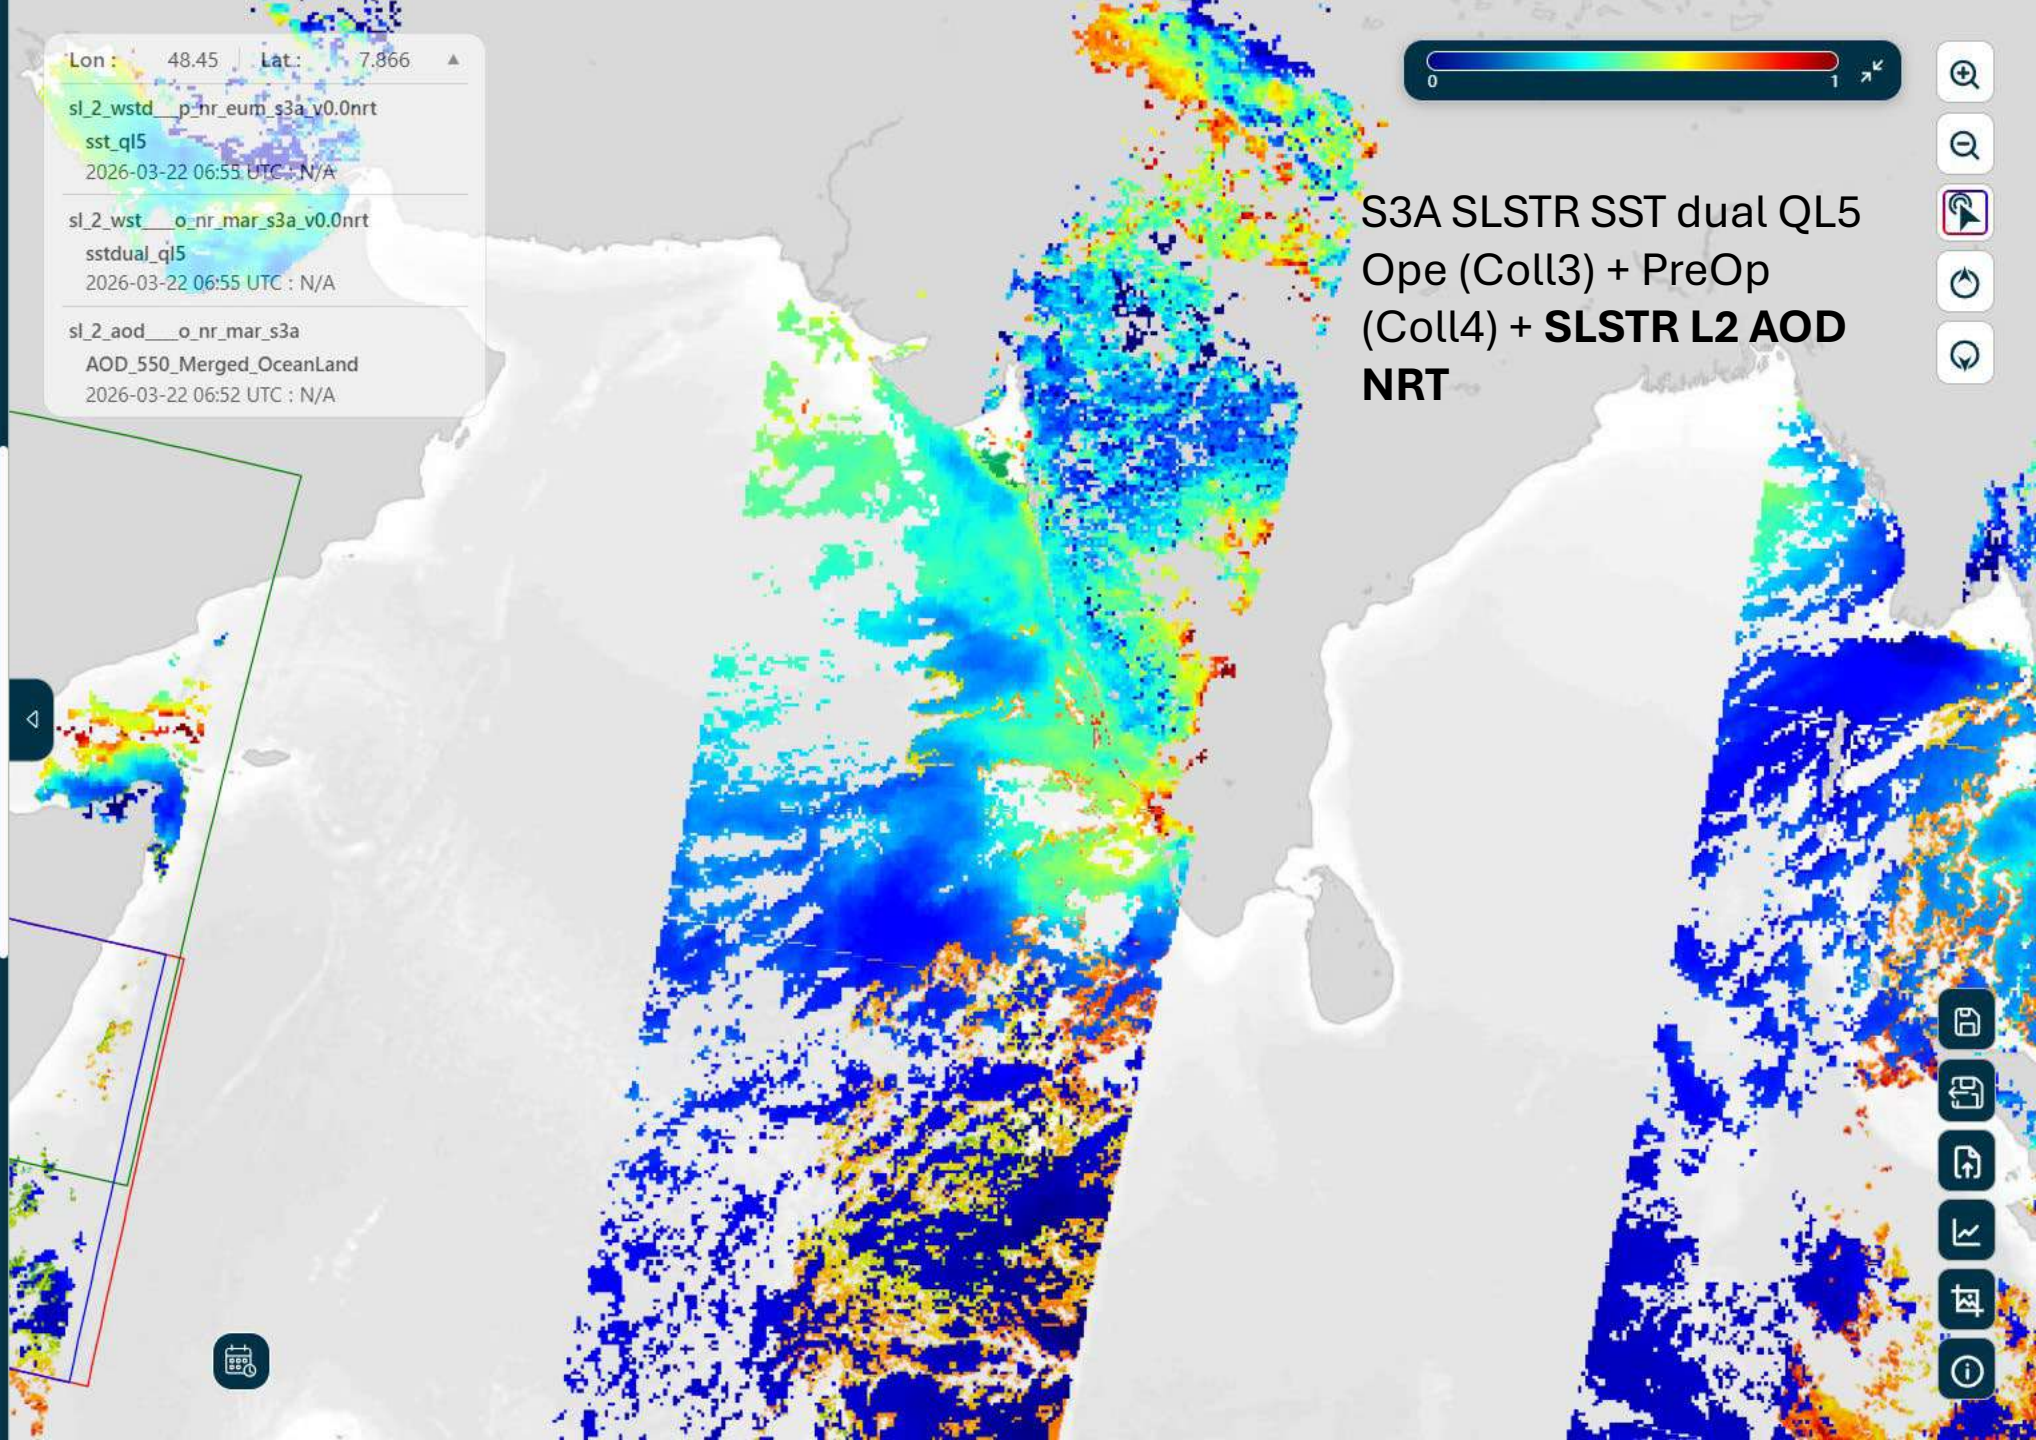 Lon : 48.45 Lat.: 7.866 ▲
sl_2_wstd___p_nr_eum_s3a_v0.0nrt
sst_ql5
2026-03-22 06:55 UTC : N/A
sl_2_wst____o_nr_mar_s3a_v0.0nrt
sstdual_ql5
2026-03-22 06:55 UTC : N/A
sl_2_aod____o_nr_mar_s3a
AOD_550_Merged_OceanLand
2026-03-22 06:52 UTC : N/A
0 1
S3A SLSTR SST dual QL5
Ope (Coll3) + PreOp
(Coll4) + SLSTR L2 AOD
NRT